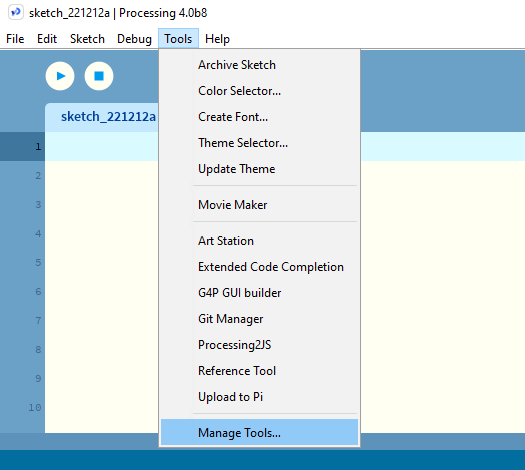 sketch_221212a | Processing 4.0b8
File Edit Sketch Debug Tools Help
Archive Sketch
Color Selector...
Create Font...
Theme Selector...
Update Theme
Movie Maker
Art Station
Extended Code Completion
G4P GUI builder
Git Manager
Processing2JS
Reference Tool
Upload to Pi
Manage Tools...
sketch_221212a
1
2
3
4
5
6
7
8
9
10